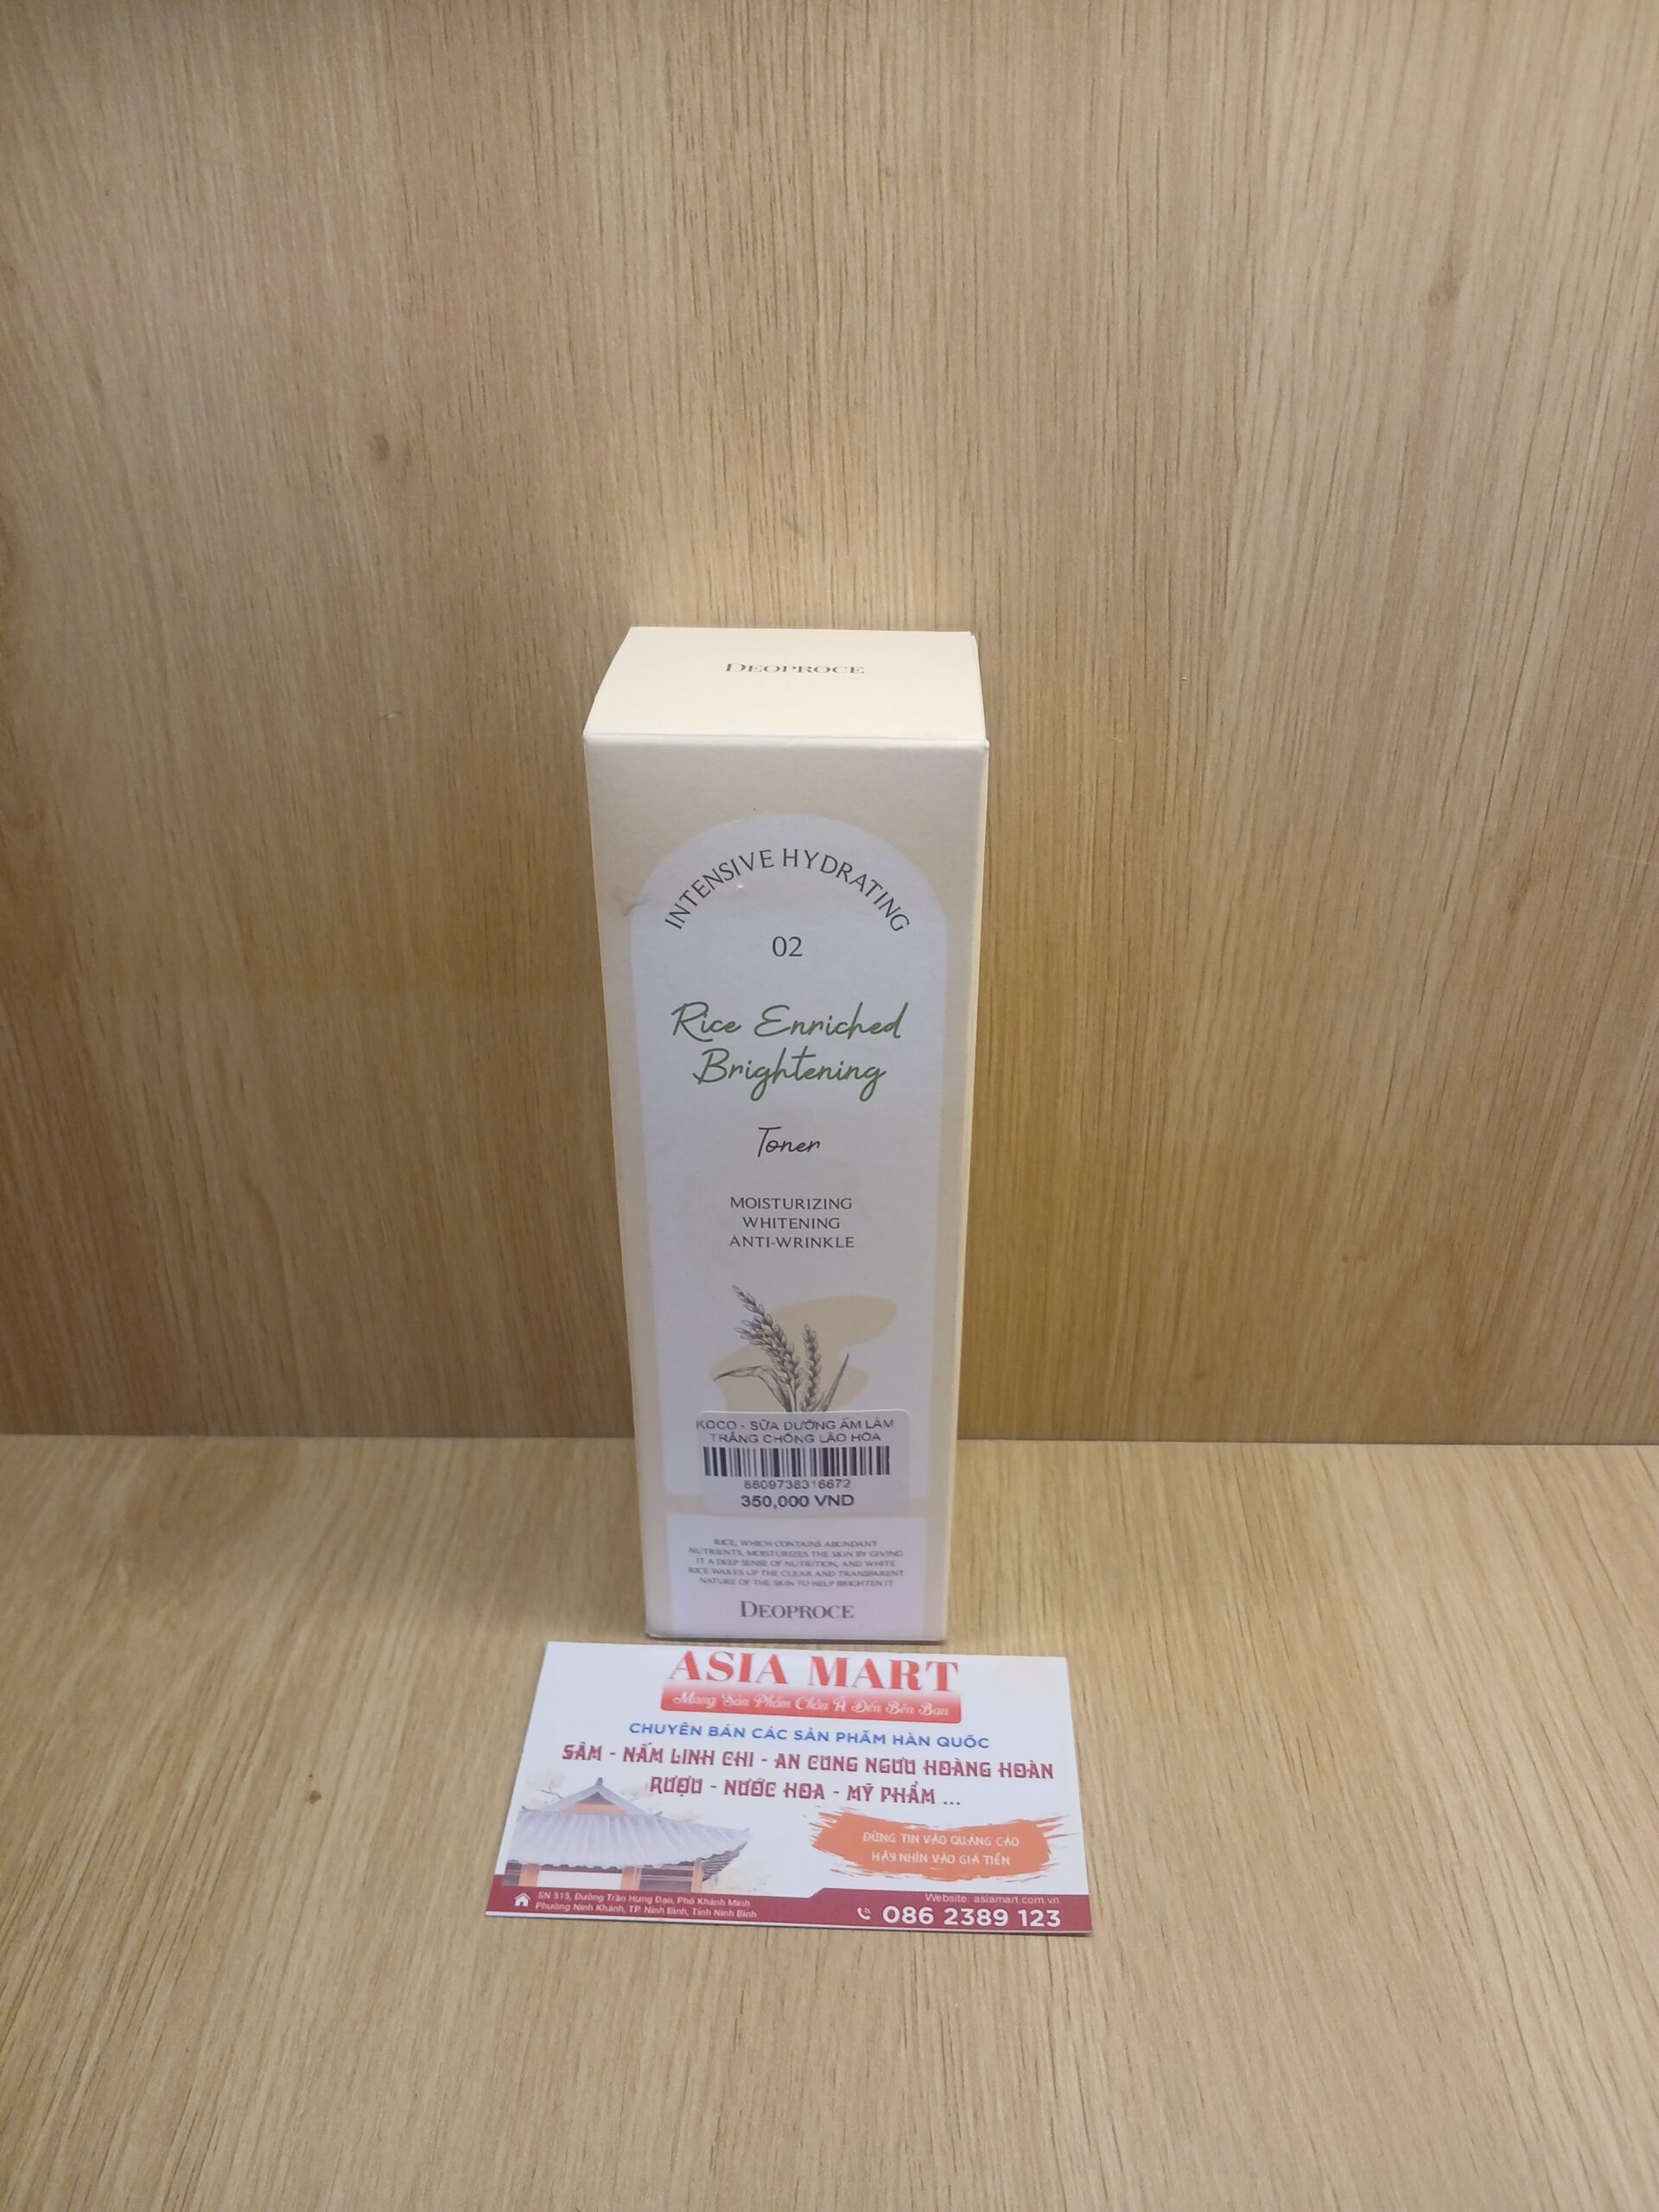 DEOPROCE
INTENSIVE HYDRATING
02
Rice Enriched
Brightening
Toner
MOISTURIZING
WHITENING
ANTI-WRINKLE
KOCO - SỮA DƯỠNG ẨM LÀM
TRẮNG CHỐNG LÃO HÓA
8809738316672
350,000 VND
RICE, WHICH CONTAINS ABUNDANT
NUTRIENTS, MOISTURIZES THE SKIN BY GIVING
IT A DEEP SENSE OF NUTRITION, AND WHITE
RICE WAKES UP THE CLEAR AND TRANSPARENT
NATURE OF THE SKIN TO HELP BRIGHTEN IT
DEOPROCE
ASIA MART
Mang Sản Phẩm Châu Á Đến Bên Bạn
CHUYÊN BÁN CÁC SẢN PHẨM HÀN QUỐC
SÂM - NẤM LINH CHI - AN CUNG NGƯU HOÀNG HOÀN
RƯỢU - NƯỚC HOA - MỸ PHẨM ...
ĐỪNG TIN VÀO QUẢNG CÁO
HÃY NHÌN VÀO GIÁ TIỀN
SN 515, Đường Trần Hưng Đạo, Phố Khánh Minh
Phường Ninh Khánh, TP. Ninh Bình, Tỉnh Ninh Bình
Website: asiamart.com.vn
086 2389 123